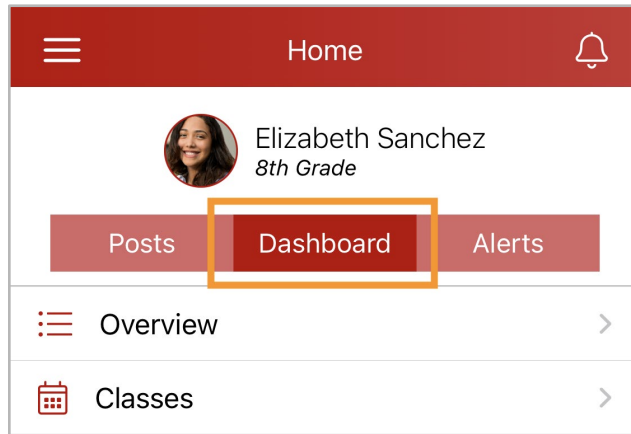 Home
Elizabeth Sanchez
8th Grade
Posts Dashboard Alerts
Overview
Classes